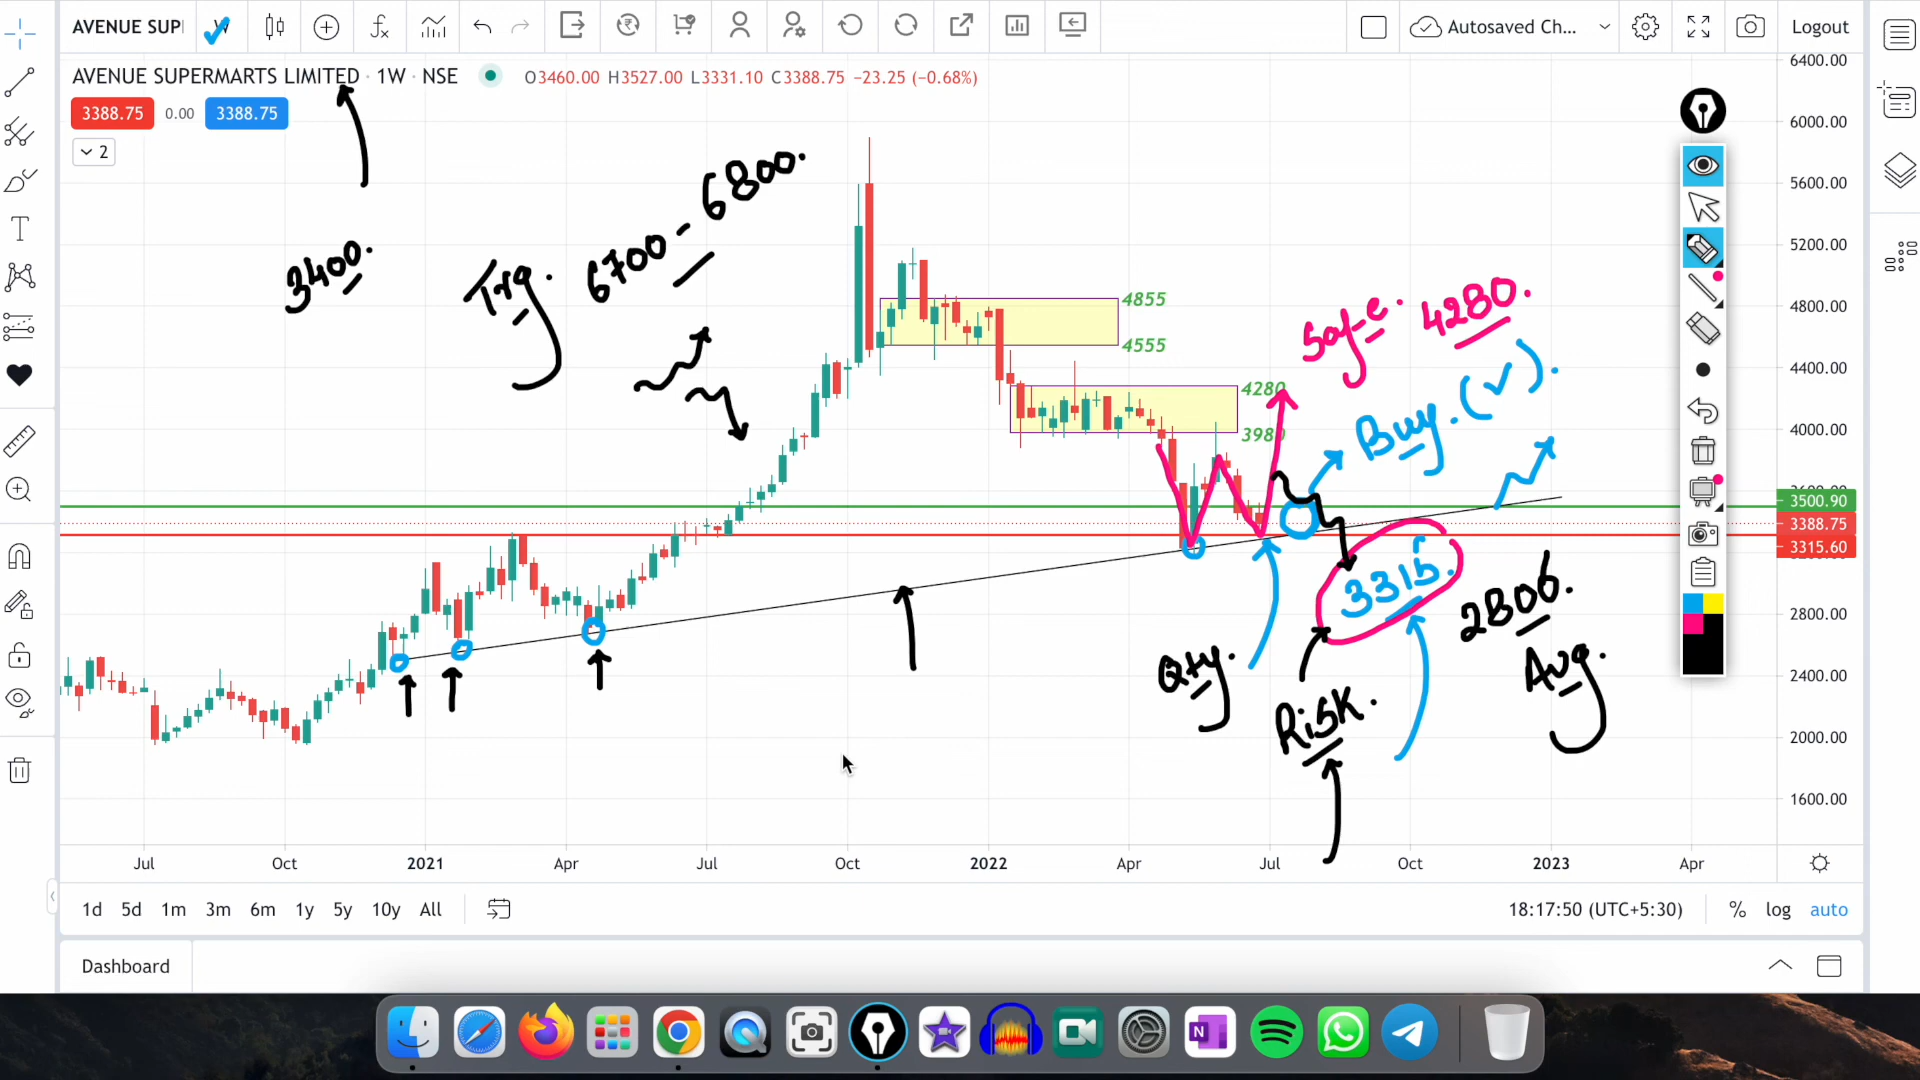 AVENUE SUPI
Autosaved Ch...
Logout
AVENUE SUPERMARTS LIMITED · 1W · NSE
O3460.00 H3527.00 L3331.10 C3388.75 −23.25 (−0.68%)
3388.75 0.00 3388.75
2
6400.00
6000.00
5600.00
5200.00
4800.00
4400.00
4000.00
3500.90
3388.75
3315.60
2800.00
2400.00
2000.00
1600.00
3400.
Trg. 6700 - 6800.
4855
4555
4280
3980
Safe. 4280.
Buy. (✓).
3315.
2806.
Avg.
Qty.
Risk.
Jul Oct 2021 Apr Jul Oct 2022 Apr Jul Oct 2023 Apr
1d 5d 1m 3m 6m 1y 5y 10y All
18:17:50 (UTC+5:30) % log auto
Dashboard